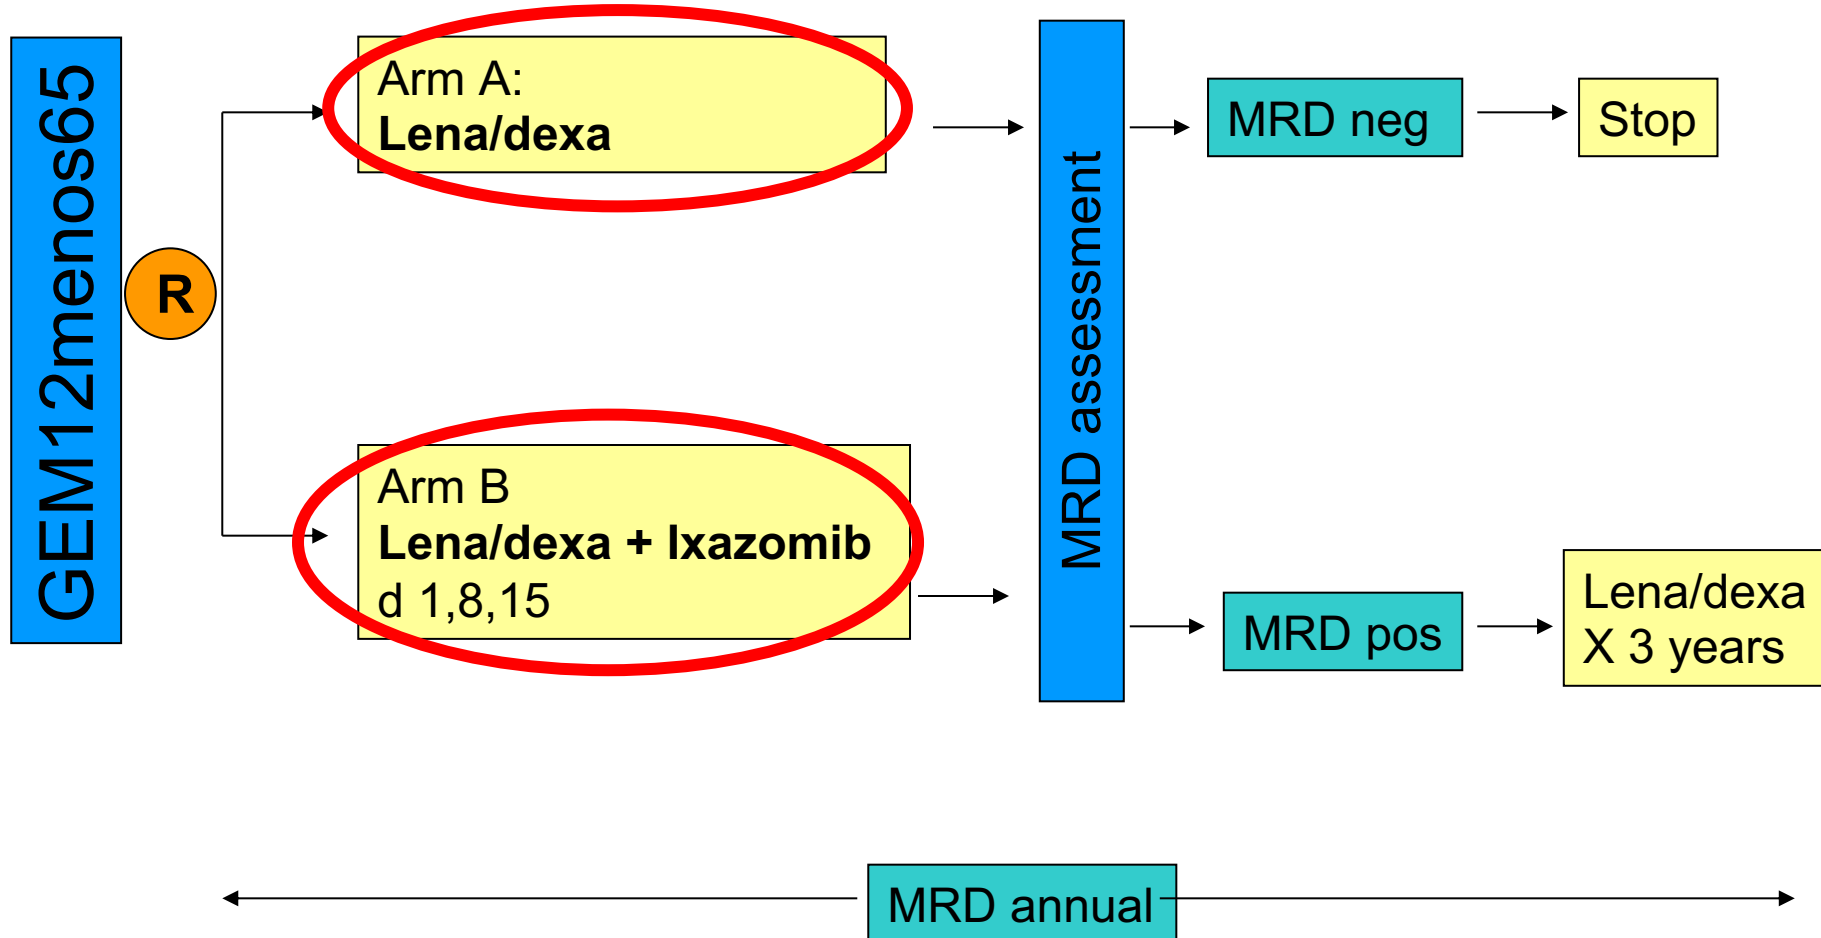 GEM12menos65
R
Arm A:
Lena/dexa
Arm B
Lena/dexa + Ixazomib
d 1,8,15
MRD assessment
MRD neg
Stop
MRD pos
Lena/dexa
X 3 years
MRD annual